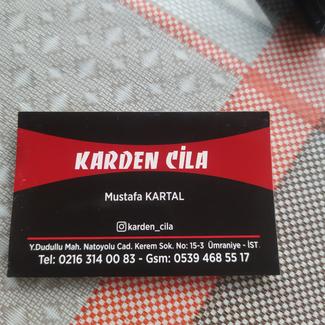 KARDEN CİLA
Mustafa KARTAL
karden_cila
Y.Dudullu Mah. Natoyolu Cad. Kerem Sok. No: 15-3 Ümraniye - İST
Tel: 0216 314 00 83 - Gsm: 0539 468 55 17